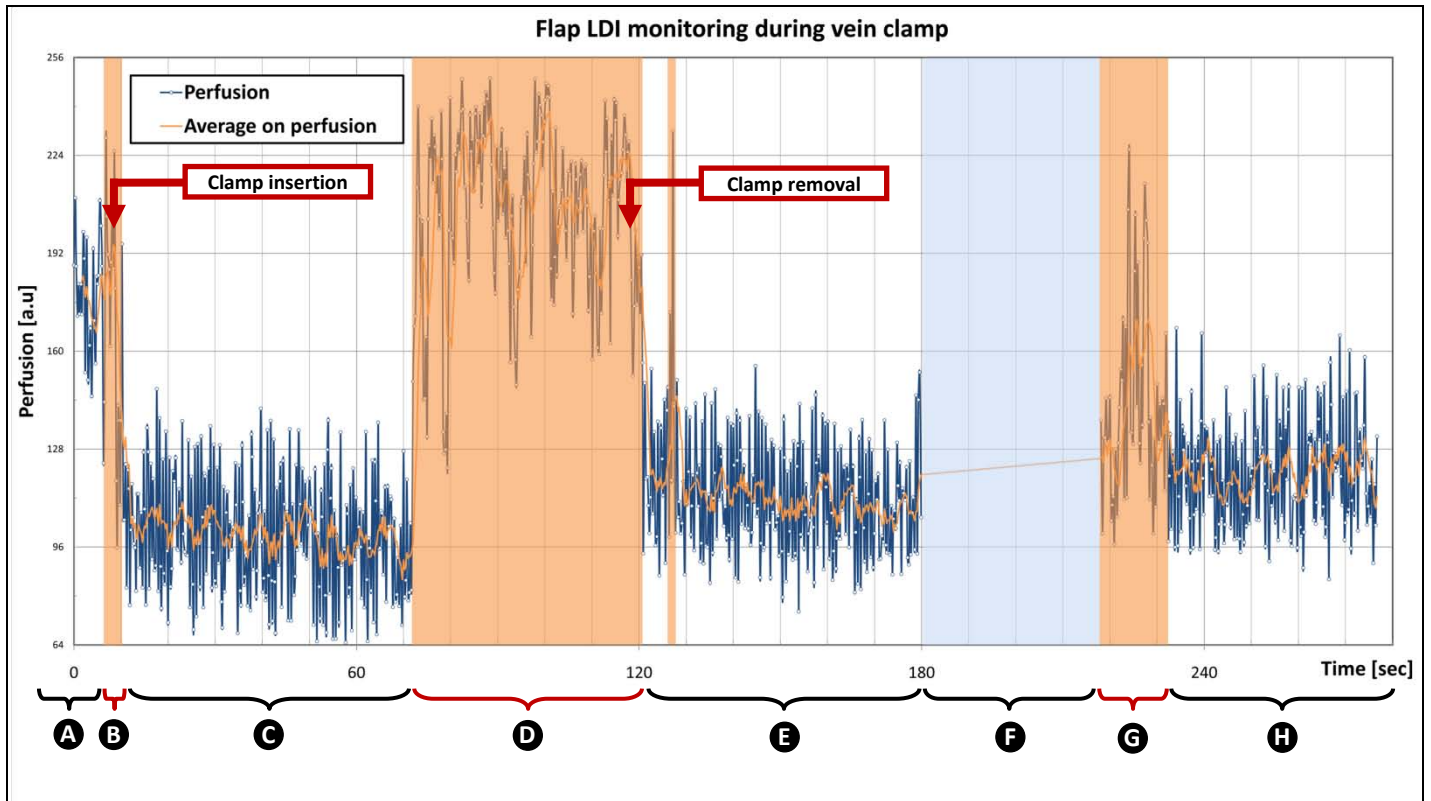 Flap LDI monitoring during vein clamp
Perfusion [a.u]
256
224
192
160
128
96
64
Perfusion
Average on perfusion
Clamp insertion
Clamp removal
0
60
120
180
240
Time [sec]
A
B
C
D
E
F
G
H